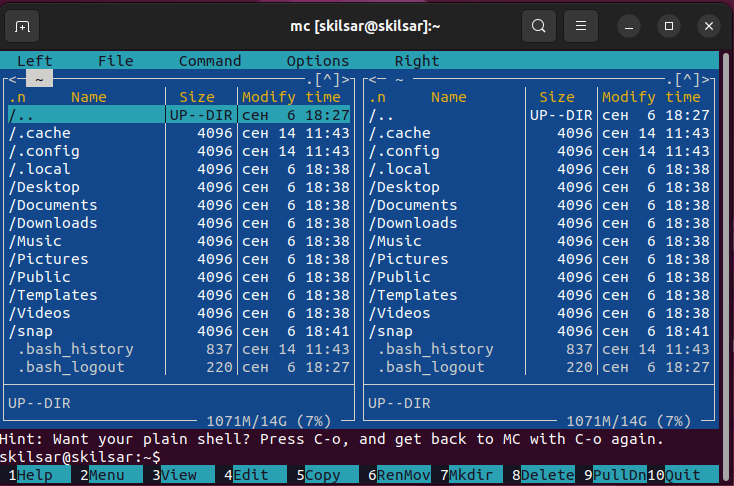 mc [skilsar@skilsar]:~
Left File Command Options Right
<─ ~ ─.[^]>
.n Name Size Modify time
/.. UP--DIR сен 6 18:27
/.cache 4096 сен 14 11:43
/.config 4096 сен 14 11:43
/.local 4096 сен 6 18:38
/Desktop 4096 сен 6 18:38
/Documents 4096 сен 6 18:38
/Downloads 4096 сен 6 18:38
/Music 4096 сен 6 18:38
/Pictures 4096 сен 6 18:38
/Public 4096 сен 6 18:38
/Templates 4096 сен 6 18:38
/Videos 4096 сен 6 18:38
/snap 4096 сен 6 18:41
.bash_history 837 сен 14 11:43
.bash_logout 220 сен 6 18:27
UP--DIR
1071M/14G (7%)
<─ ~ ─.[^]>
.n Name Size Modify time
/.. UP--DIR сен 6 18:27
/.cache 4096 сен 14 11:43
/.config 4096 сен 14 11:43
/.local 4096 сен 6 18:38
/Desktop 4096 сен 6 18:38
/Documents 4096 сен 6 18:38
/Downloads 4096 сен 6 18:38
/Music 4096 сен 6 18:38
/Pictures 4096 сен 6 18:38
/Public 4096 сен 6 18:38
/Templates 4096 сен 6 18:38
/Videos 4096 сен 6 18:38
/snap 4096 сен 6 18:41
.bash_history 837 сен 14 11:43
.bash_logout 220 сен 6 18:27
UP--DIR
1071M/14G (7%)
Hint: Want your plain shell? Press C-o, and get back to MC with C-o again.
skilsar@skilsar:~$
1Help 2Menu 3View 4Edit 5Copy 6RenMov 7Mkdir 8Delete 9PullDn 10Quit